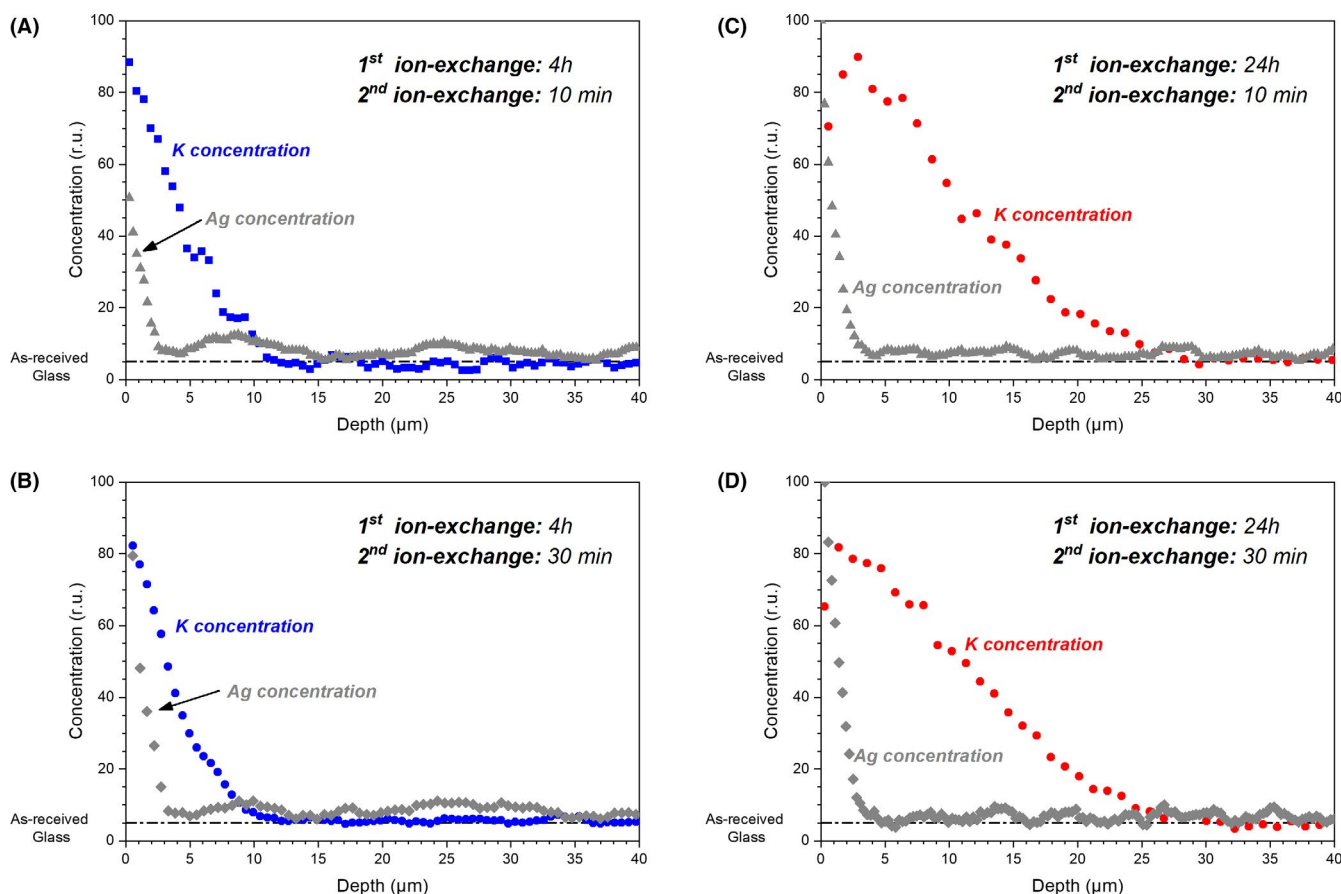 (A)
100
80
60
40
20
0
Concentration (r.u.)
As-received
Glass
1st ion-exchange: 4h
2nd ion-exchange: 10 min
K concentration
Ag concentration
0 5 10 15 20 25 30 35 40
Depth (µm)
(C)
100
80
60
40
20
0
Concentration (r.u.)
As-received
Glass
1st ion-exchange: 24h
2nd ion-exchange: 10 min
K concentration
Ag concentration
0 5 10 15 20 25 30 35 40
Depth (µm)
(B)
100
80
60
40
20
0
Concentration (r.u.)
As-received
Glass
1st ion-exchange: 4h
2nd ion-exchange: 30 min
K concentration
Ag concentration
0 5 10 15 20 25 30 35 40
Depth (µm)
(D)
100
80
60
40
20
0
Concentration (r.u.)
As-received
Glass
1st ion-exchange: 24h
2nd ion-exchange: 30 min
K concentration
Ag concentration
0 5 10 15 20 25 30 35 40
Depth (µm)